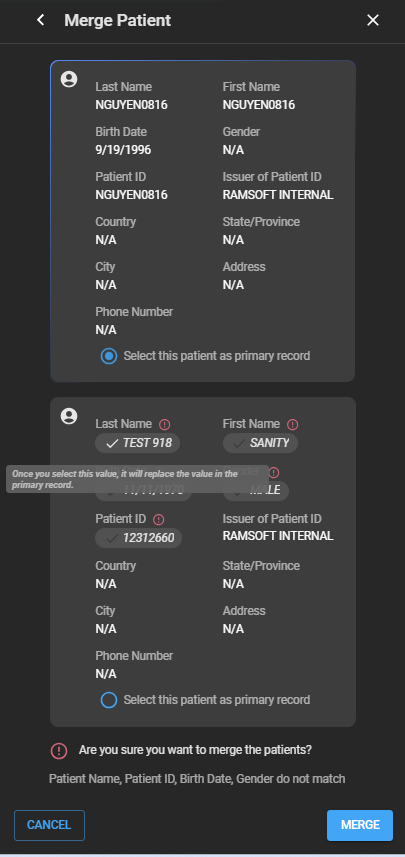 Merge Patient
Last Name First Name
NGUYEN0816 NGUYEN0816
Birth Date Gender
9/19/1996 N/A
Patient ID Issuer of Patient ID
NGUYEN0816 RAMSOFT INTERNAL
Country State/Province
N/A N/A
City Address
N/A N/A
Phone Number
N/A
Select this patient as primary record
Last Name First Name
TEST 918 SANITY
Once you select this value, it will replace the value in the
primary record.
MALE
Patient ID Issuer of Patient ID
12312660 RAMSOFT INTERNAL
Country State/Province
N/A N/A
City Address
N/A N/A
Phone Number
N/A
Select this patient as primary record
Are you sure you want to merge the patients?
Patient Name, Patient ID, Birth Date, Gender do not match
CANCEL MERGE